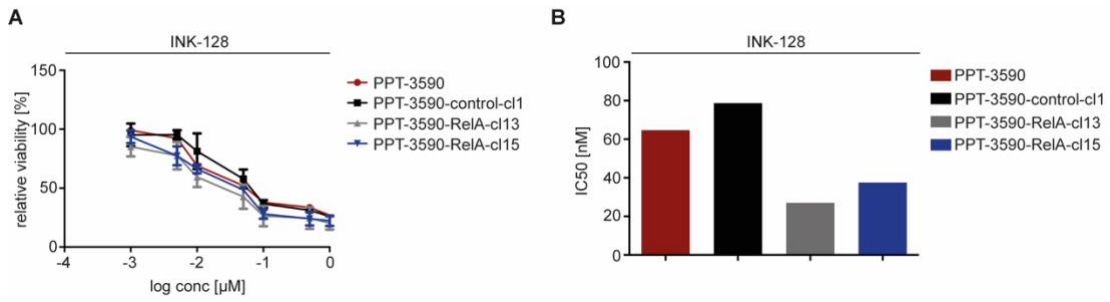 A
INK-128
150
100
50
0
-4
-3
-2
-1
0
relative viability [%]
log conc [µM]
PPT-3590
PPT-3590-control-cl1
PPT-3590-RelA-cl13
PPT-3590-RelA-cl15
B
INK-128
100
80
60
40
20
0
IC50 [nM]
PPT-3590
PPT-3590-control-cl1
PPT-3590-RelA-cl13
PPT-3590-RelA-cl15